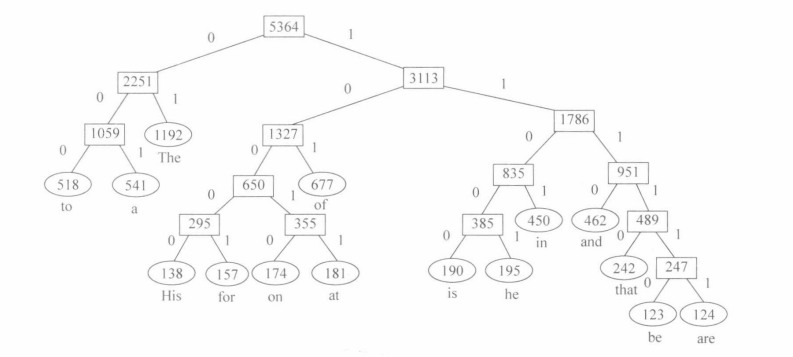 5364
0 1
2251 3113
0 1 0 1
1059 1192 1327 1786
The
0 1 0 1 0 1
518 541 650 677 835 951
to a of
0 1 0 1 0 1
295 355 385 450 462 489
in and
0 1 0 1 0 1 0 1
138 157 174 181 190 195 242 247
His for on at is he that
0 1
123 124
be are